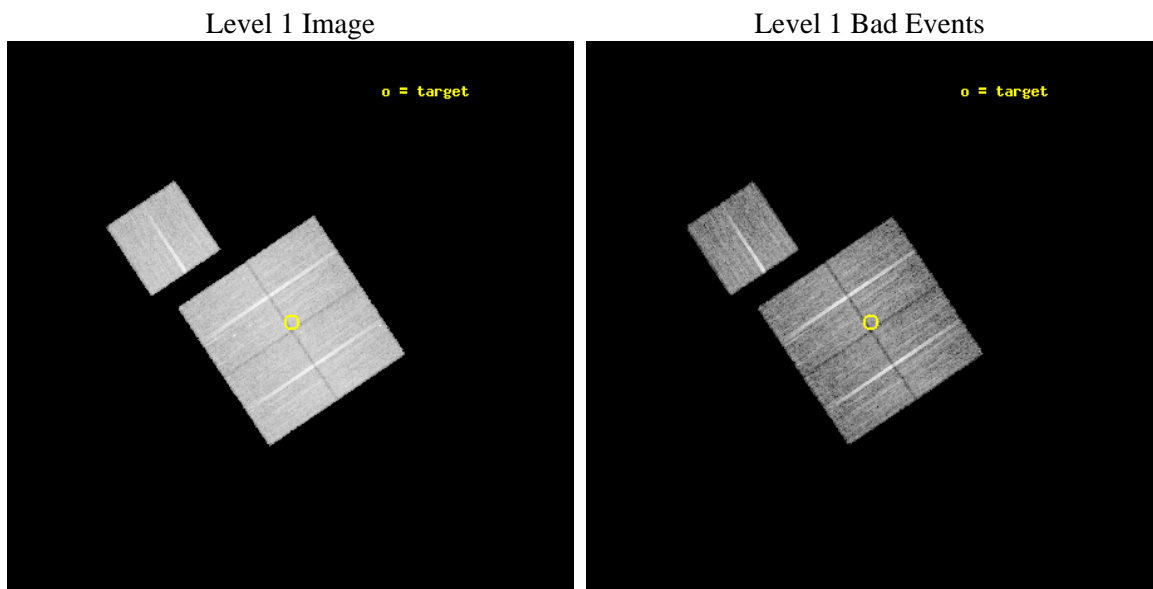 Level 1 Image
Level 1 Bad Events
o = target
o = target